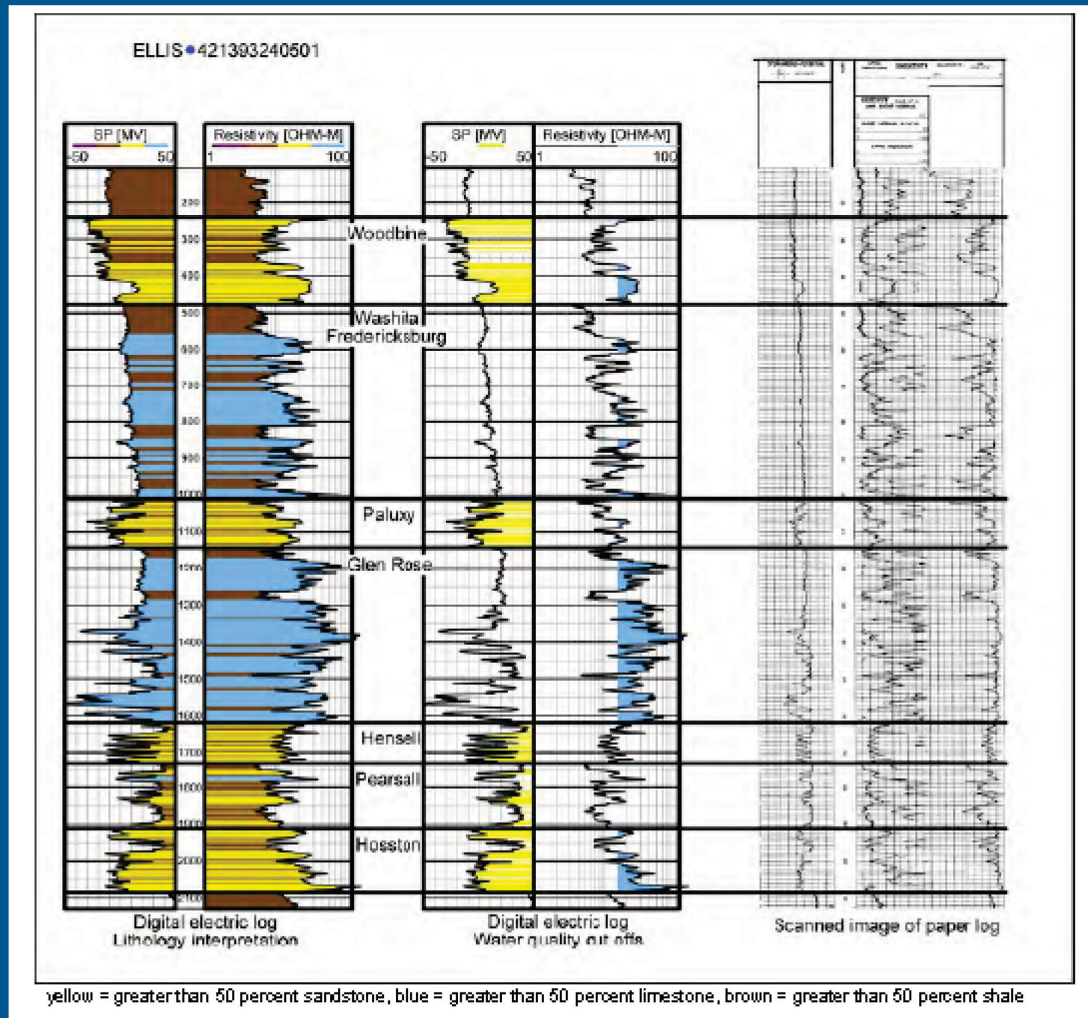 ELLIS 421393240501
SP [MV]
-50 50
Resistivity [OHM-M]
1 100
SP [MV]
-50 50
Resistivity [OHM-M]
1 100
200
300
400
500
600
700
800
900
1000
1100
1200
1300
1400
1500
1600
1700
1800
1900
2000
2100
Woodbine
Washita
Fredericksburg
Paluxy
Glen Rose
Hensell
Pearsall
Hosston
Digital electric log
Lithology interpretation
Digital electric log
Water quality cut offs
Scanned image of paper log
yellow = greater than 50 percent sandstone, blue = greater than 50 percent limestone, brown = greater than 50 percent shale